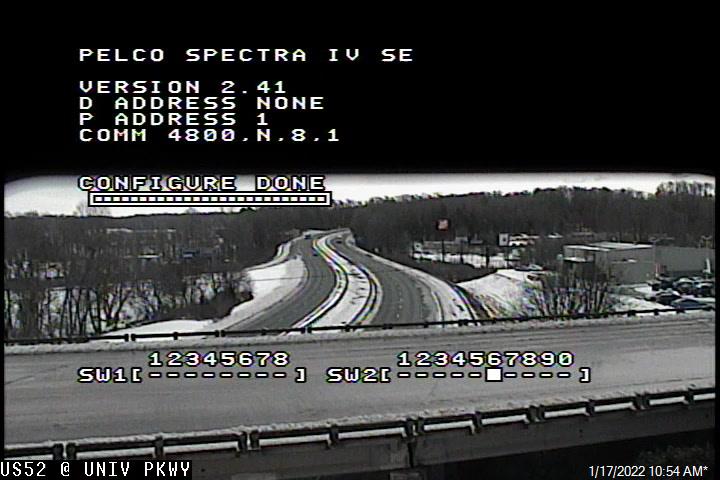 PELCO SPECTRA IV SE
VERSION 2.41
D ADDRESS NONE
P ADDRESS 1
COMM 4800,N,8,1
CONFIGURE DONE
12345678 1234567890
SW1[--------] SW2[-----■----]
US52 @ UNIV PKWY
1/17/2022 10:54 AM*